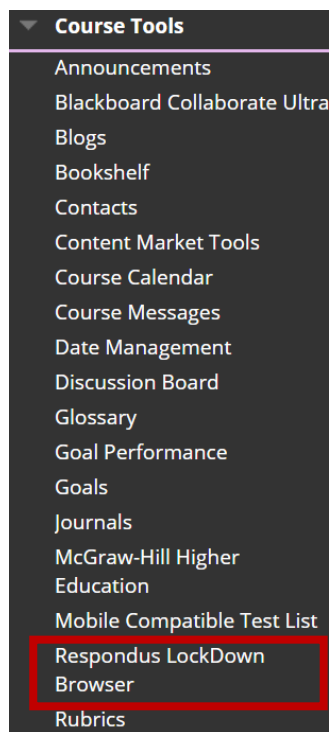 Course Tools
Announcements
Blackboard Collaborate Ultra
Blogs
Bookshelf
Contacts
Content Market Tools
Course Calendar
Course Messages
Date Management
Discussion Board
Glossary
Goal Performance
Goals
Journals
McGraw-Hill Higher
Education
Mobile Compatible Test List
Respondus LockDown
Browser
Rubrics